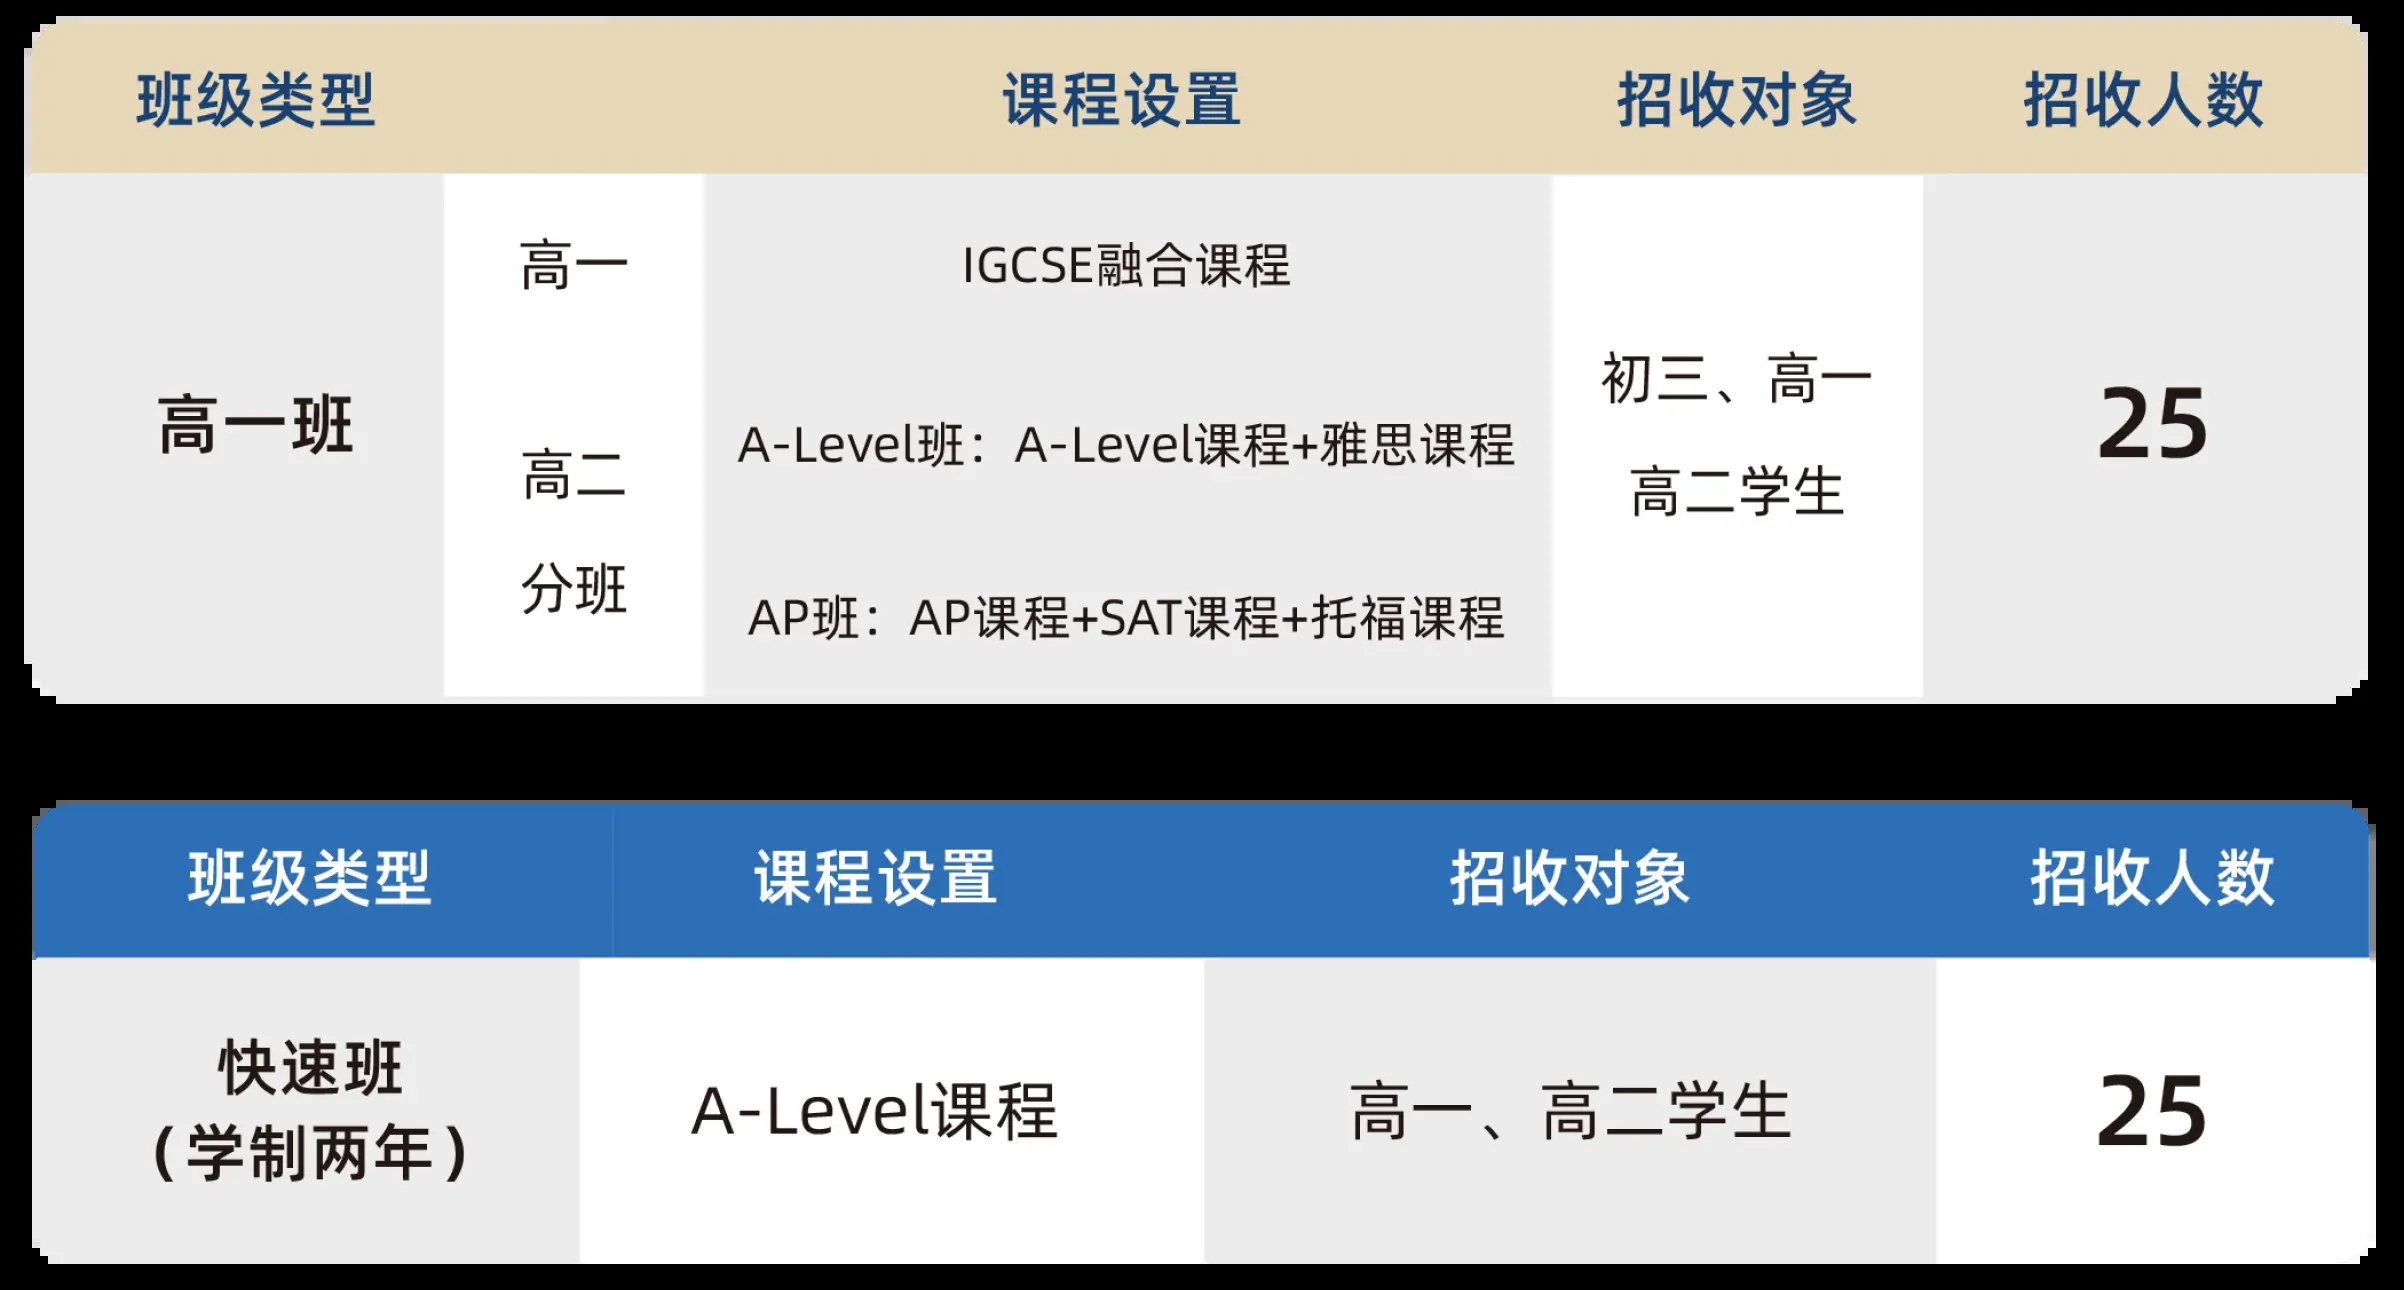 班级类型 课程设置 招收对象 招收人数
高一班
高一
IGCSE融合课程
高二
分班
A-Level班：A-Level课程+雅思课程
AP班：AP课程+SAT课程+托福课程
初三、高一
高二学生
25
班级类型 课程设置 招收对象 招收人数
快速班
（学制两年）
A-Level课程
高一、高二学生
25